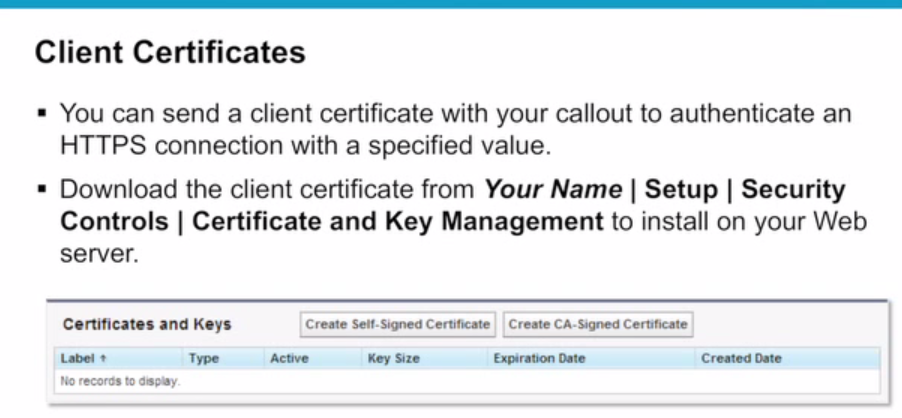 Client Certificates
▪ You can send a client certificate with your callout to authenticate an
HTTPS connection with a specified value.
▪ Download the client certificate from Your Name | Setup | Security
Controls | Certificate and Key Management to install on your Web
server.
Certificates and Keys Create Self-Signed Certificate Create CA-Signed Certificate
Label ↑ Type Active Key Size Expiration Date Created Date
No records to display.